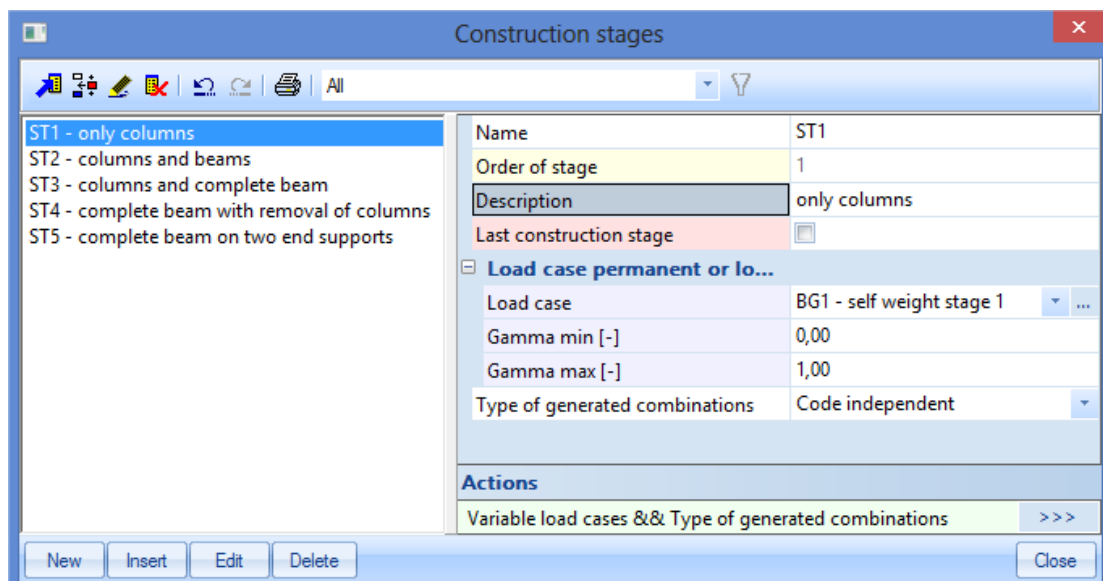 Construction stages
All
ST1 - only columns
ST2 - columns and beams
ST3 - columns and complete beam
ST4 - complete beam with removal of columns
ST5 - complete beam on two end supports
Name ST1
Order of stage 1
Description only columns
Last construction stage
Load case permanent or lo...
Load case BG1 - self weight stage 1 ...
Gamma min [-] 0,00
Gamma max [-] 1,00
Type of generated combinations Code independent
Actions
Variable load cases && Type of generated combinations >>>
New Insert Edit Delete Close